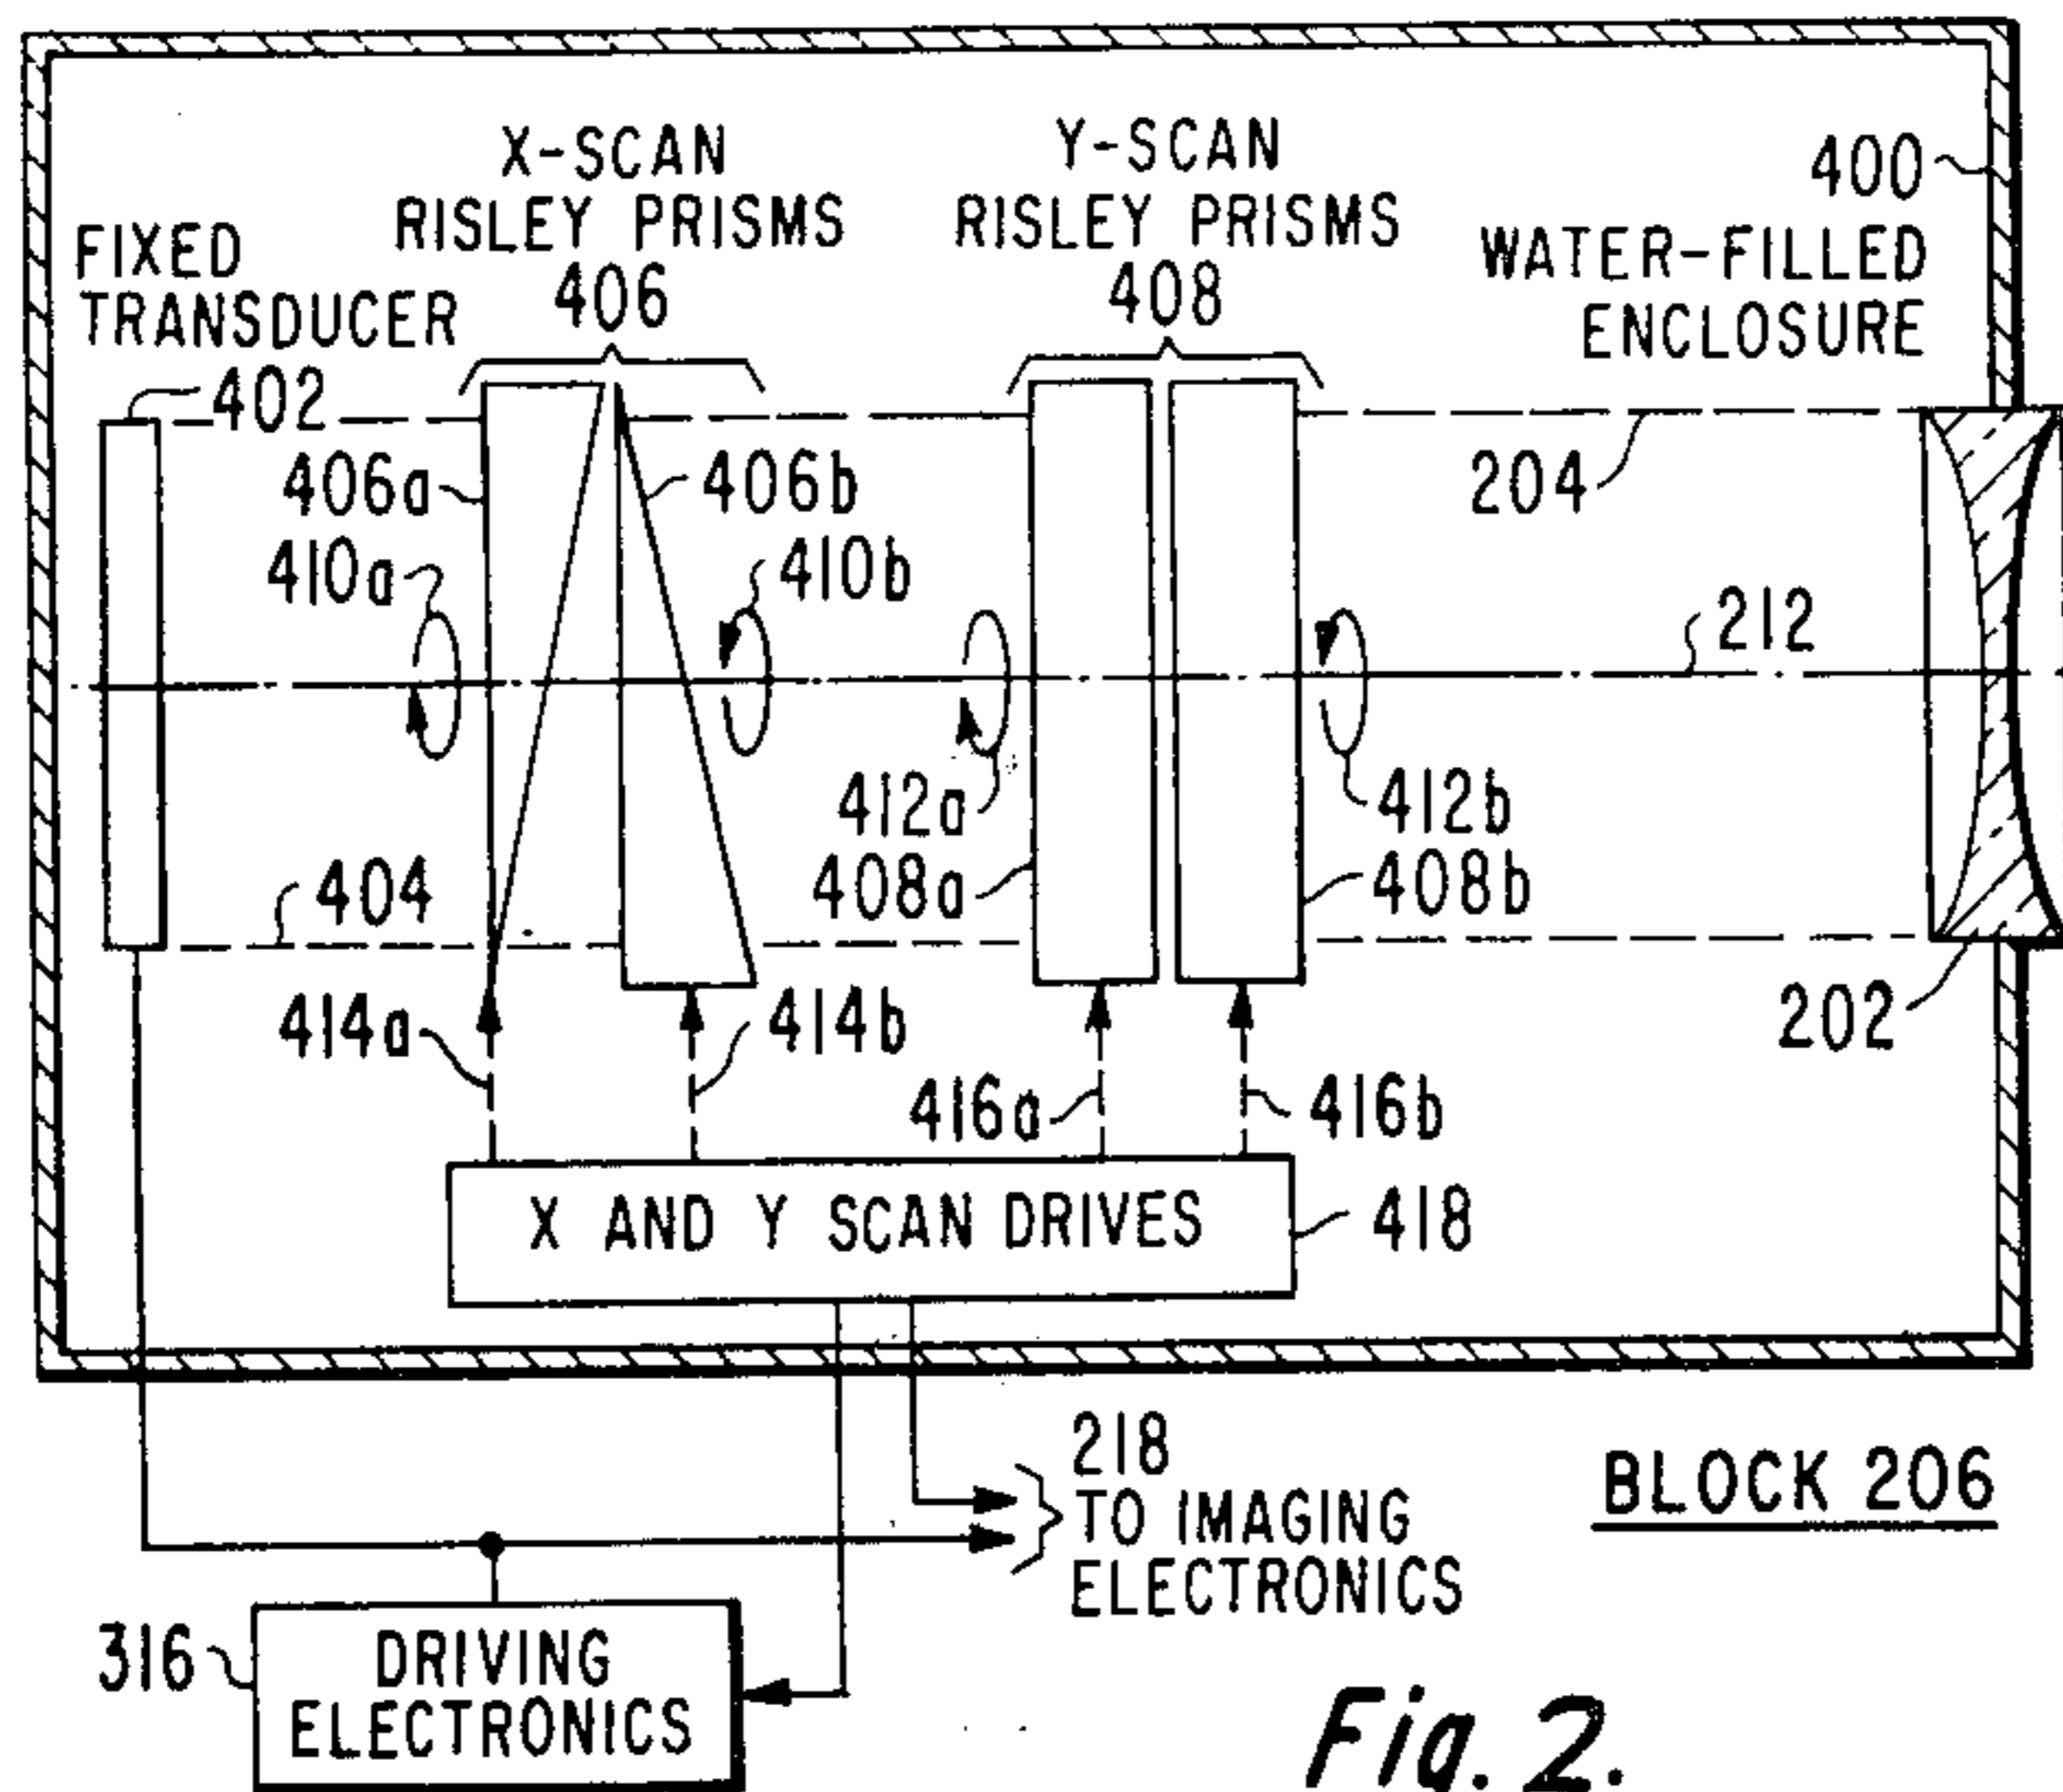 X-SCAN
RISLEY PRISMS
406
Y-SCAN
RISLEY PRISMS
408
400
WATER-FILLED
ENCLOSURE
FIXED
TRANSDUCER
402
406a
406b
204
410a
410b
212
412a
412b
404
408a
408b
202
414a
414b
416a
416b
X AND Y SCAN DRIVES
418
218
TO IMAGING
ELECTRONICS
BLOCK 206
316
DRIVING
ELECTRONICS
Fig. 2.